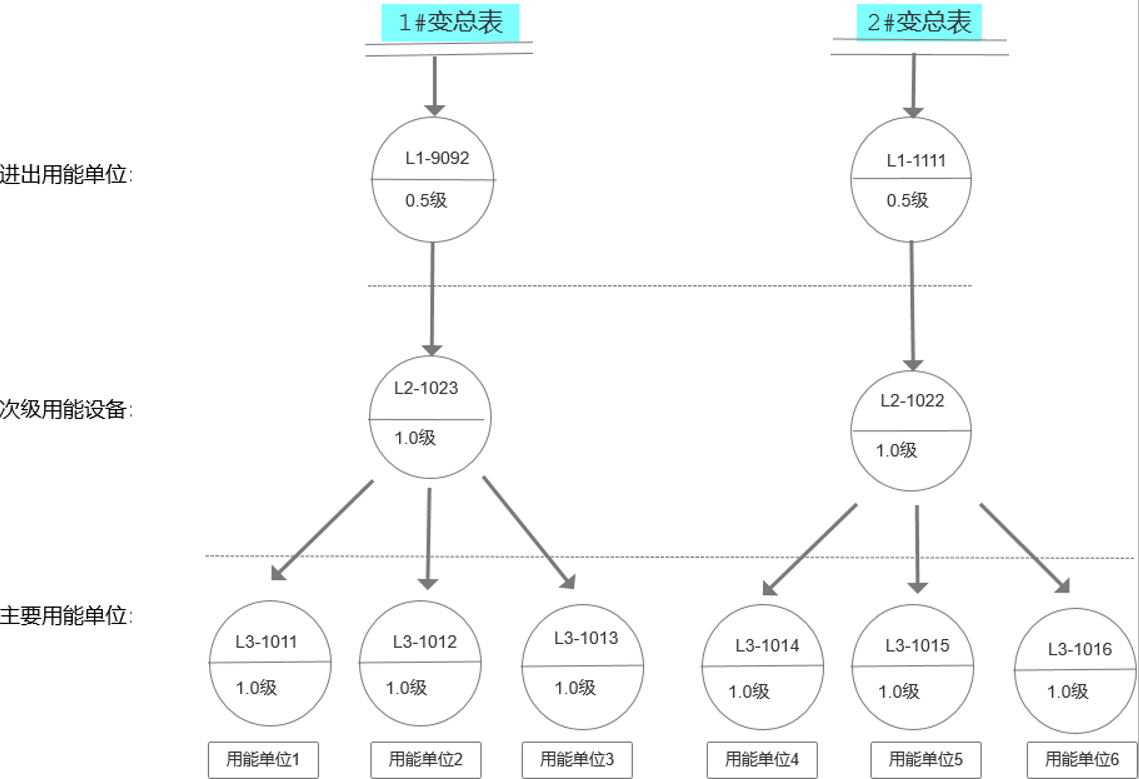 1#变总表
2#变总表
进出用能单位:
L1-9092
0.5级
L1-1111
0.5级
次级用能设备:
L2-1023
1.0级
L2-1022
1.0级
主要用能单位:
L3-1011
1.0级
L3-1012
1.0级
L3-1013
1.0级
L3-1014
1.0级
L3-1015
1.0级
L3-1016
1.0级
用能单位1
用能单位2
用能单位3
用能单位4
用能单位5
用能单位6